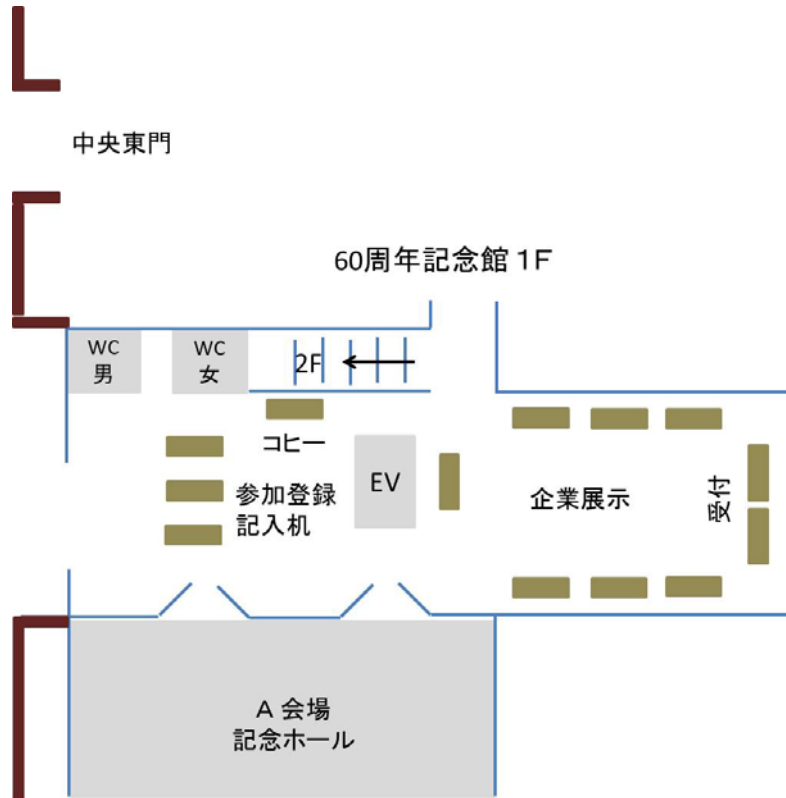 中央東門
60周年記念館 1F
WC
男
WC
女
2F
コヒー
EV
参加登録
記入机
企業展示
受付
A 会場
記念ホール